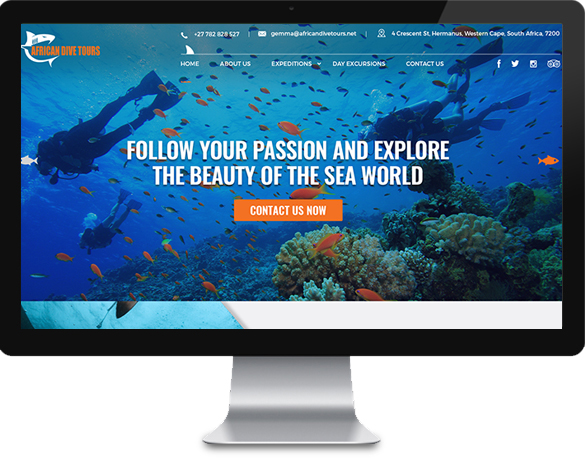 +27 782 828 527 | gemma@africandivetours.net 4 Crescent St, Hermanus, Western Cape, South Africa, 7200
AFRICAN DIVE TOURS
HOME ABOUT US EXPEDITIONS DAY EXCURSIONS CONTACT US
FOLLOW YOUR PASSION AND EXPLORE
THE BEAUTY OF THE SEA WORLD
CONTACT US NOW